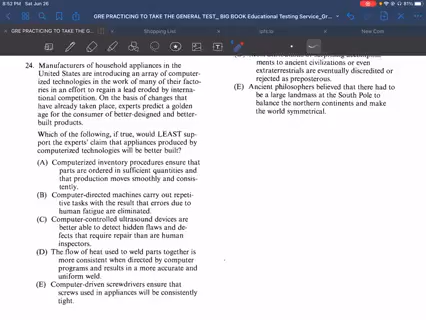 8:52 PM Sat Jun 26
81%
GRE PRACTICING TO TAKE THE GENERAL TEST_ BIG BOOK Educational Testing Service_Gr...
GRE PRACTICING TO TAKE THE G...
Shopping List
New Cont
24. Manufacturers of household appliances in the
United States are introducing an array of computer-
ized technologies in the work of many of their facto-
ries in an effort to regain a lead eroded by interna-
tional competition. On the basis of changes that
have already taken place, experts predict a golden
age for the consumer of better-designed and better-
built products.
Which of the following, if true, would LEAST sup-
port the experts' claim that appliances produced by
computerized technologies will be better built?
(A) Computerized inventory procedures ensure that
parts are ordered in sufficient quantities and
that production moves smoothly and consis-
tently.
(B) Computer-directed machines carry out repeti-
tive tasks with the result that errors due to
human fatigue are eliminated.
(C) Computer-controlled ultrasound devices are
better able to detect hidden flaws and de-
fects that require repair than are human
inspectors.
(D) The flow of heat used to weld parts together is
more consistent when directed by computer
programs and results in a more accurate and
uniform weld.
(E) Computer-driven screwdrivers ensure that
screws used in appliances will be consistently
tight.
ments to ancient civilizations or even
extraterrestrials are eventually discredited or
rejected as preposterous.
(E) Ancient philosophers believed that there had to
be a large landmass at the South Pole to
balance the northern continents and make
the world symmetrical.